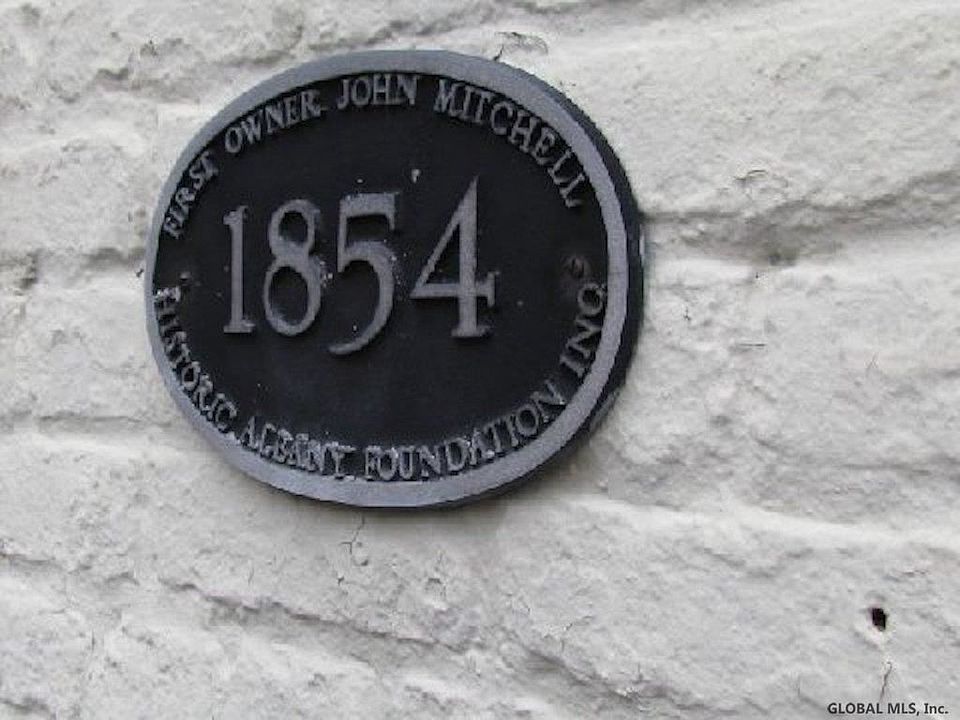 FIRST OWNER JOHN MITCHELL
1854
HISTORIC ALBANY FOUNDATION INC.
GLOBAL MLS, Inc.